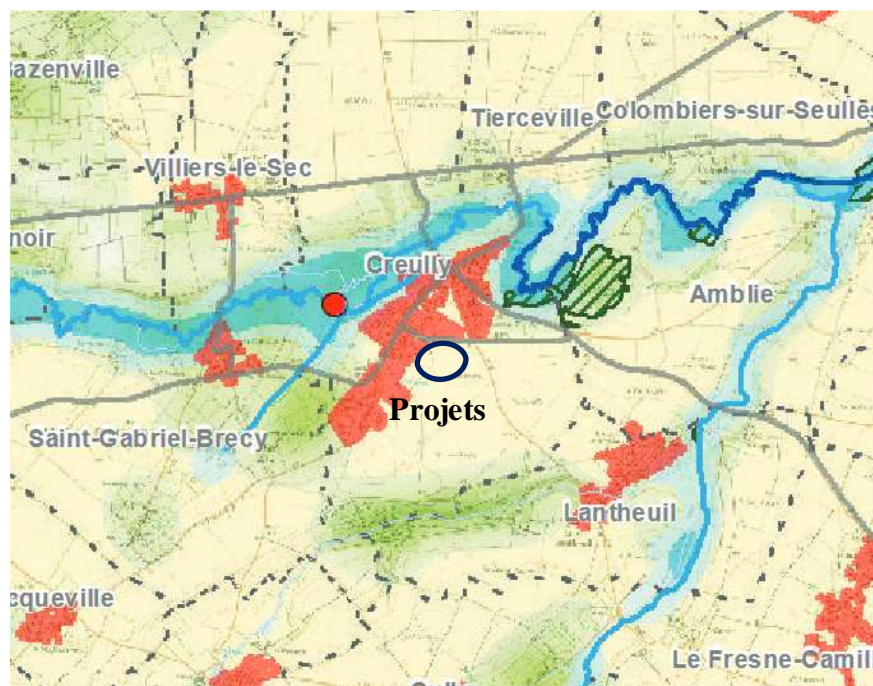 Bazenville
Tierceville
Colombiers-sur-Seulles
Villiers-le-Sec
noir
Creully
Amblie
Projets
Saint-Gabriel-Brecy
Lantheuil
cqueville
Le Fresne-Camill